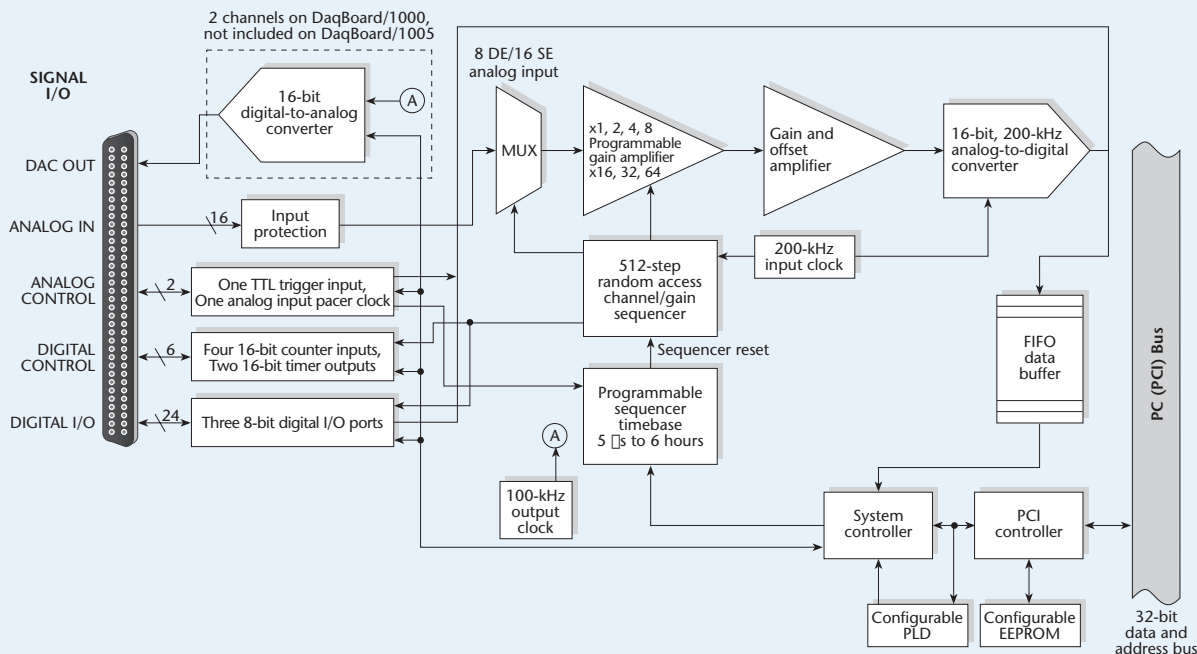 2 channels on DaqBoard/1000,
not included on DaqBoard/1005
SIGNAL
I/O
16-bit
digital-to-analog
converter
A
8 DE/16 SE
analog input
MUX
x1, 2, 4, 8
Programmable
gain amplifier
x16, 32, 64
Gain and
offset
amplifier
16-bit, 200-kHz
analog-to-digital
converter
DAC OUT
ANALOG IN
16
Input
protection
200-kHz
input clock
512-step
random access
channel/gain
sequencer
ANALOG
CONTROL
2
One TTL trigger input,
One analog input pacer clock
DIGITAL
CONTROL
6
Four 16-bit counter inputs,
Two 16-bit timer outputs
Sequencer reset
FIFO
data
buffer
PC (PCI) Bus
DIGITAL I/O
24
Three 8-bit digital I/O ports
Programmable
sequencer
timebase
5 □s to 6 hours
A
100-kHz
output
clock
System
controller
PCI
controller
Configurable
PLD
Configurable
EEPROM
32-bit
data and
address bus